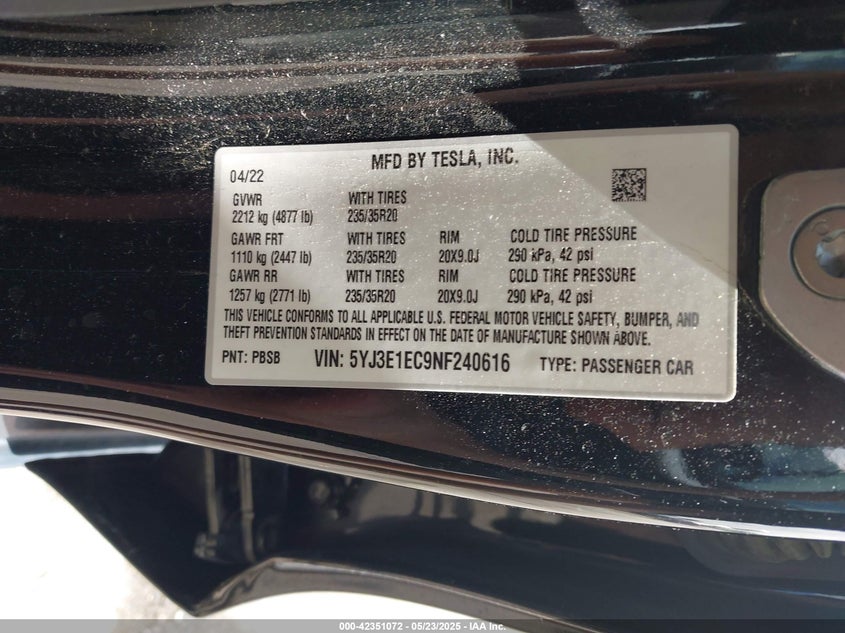 MFD BY TESLA, INC.
04/22
GVWR WITH TIRES
2212 kg (4877 lb) 235/35R20
GAWR FRT WITH TIRES RIM COLD TIRE PRESSURE
1110 kg (2447 lb) 235/35R20 20X9.0J 290 kPa, 42 psi
GAWR RR WITH TIRES RIM COLD TIRE PRESSURE
1257 kg (2771 lb) 235/35R20 20X9.0J 290 kPa, 42 psi
THIS VEHICLE CONFORMS TO ALL APPLICABLE U.S. FEDERAL MOTOR VEHICLE SAFETY, BUMPER, AND
THEFT PREVENTION STANDARDS IN EFFECT ON THE DATE OF MANUFACTURE SHOWN ABOVE.
PNT: PBSB VIN: 5YJ3E1EC9NF240616 TYPE: PASSENGER CAR
000-42351072 - 05/23/2025 - IAA Inc.